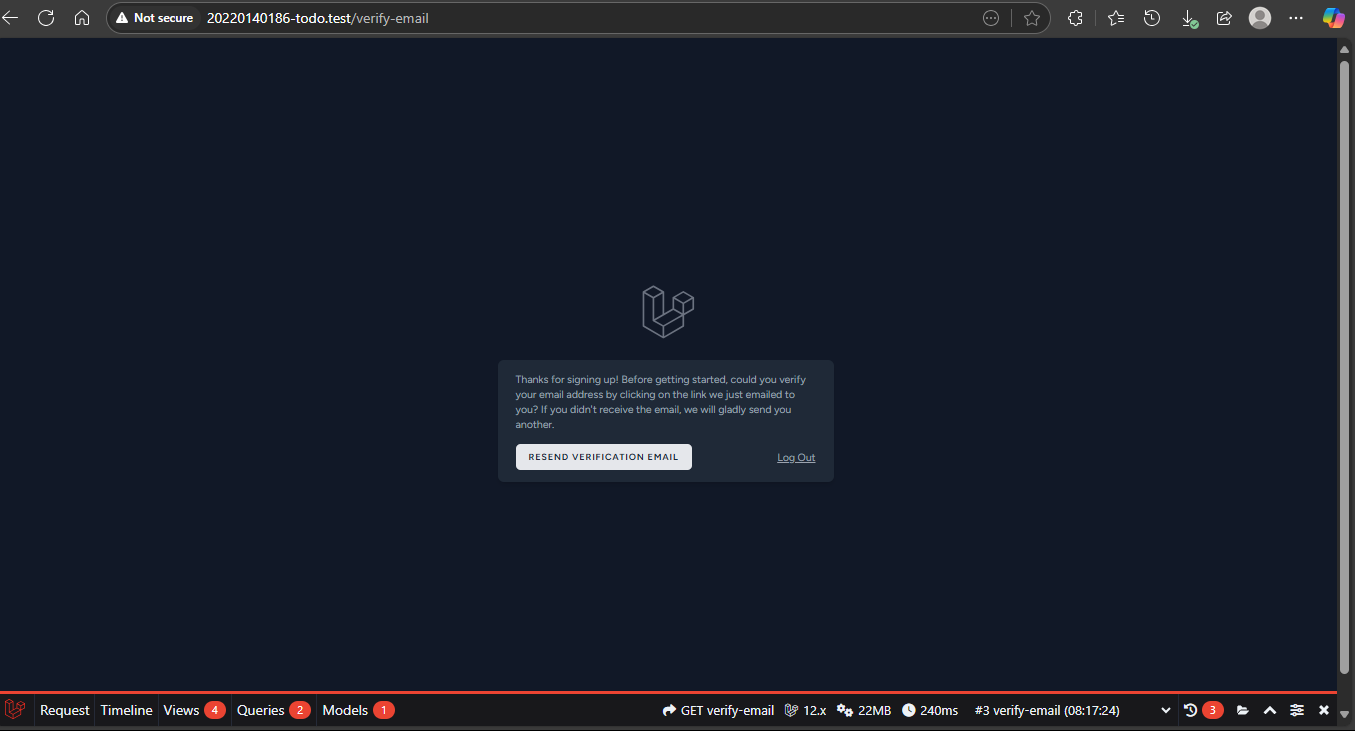 Not secure 20220140186-todo.test/verify-email
Thanks for signing up! Before getting started, could you verify
your email address by clicking on the link we just emailed to
you? If you didn't receive the email, we will gladly send you
another.
RESEND VERIFICATION EMAIL Log Out
Request Timeline Views 4 Queries 2 Models 1 GET verify-email 12.x 22MB 240ms #3 verify-email (08:17:24) 3